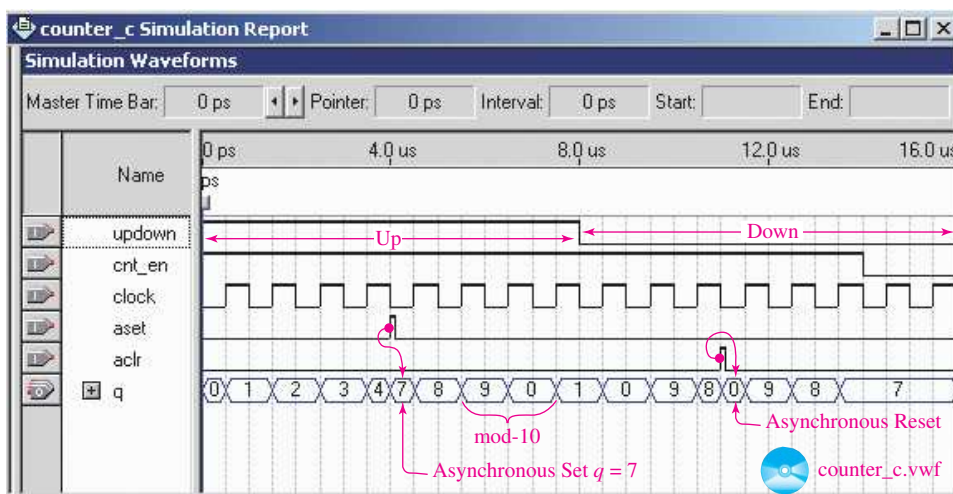 counter_c Simulation Report
Simulation Waveforms
Master Time Bar: 0 ps Pointer: 0 ps Interval: 0 ps Start: End:
Name
0 ps 4.0 us 8.0 us 12.0 us 16.0 us
ps
updown Up Down
cnt_en
clock
aset
aclr
q 0 1 2 3 4 7 8 9 0 1 0 9 8 0 9 8 7
mod-10
Asynchronous Reset
Asynchronous Set q = 7
counter_c.vwf